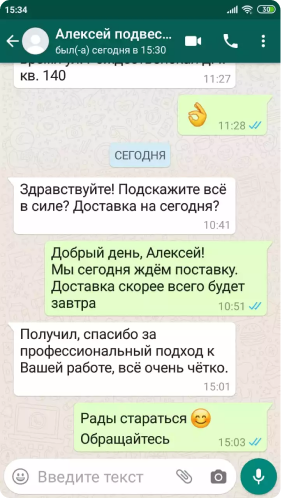 15:34
Алексей подвес...
был(-а) сегодня в 15:30
кв. 140
11:27
👌
11:28
СЕГОДНЯ
Здравствуйте! Подскажите всё
в силе? Доставка на сегодня?
10:41
Добрый день, Алексей!
Мы сегодня ждём поставку.
Доставка скорее всего будет
завтра
10:51
Получил, спасибо за
профессиональный подход к
Вашей работе, всё очень чётко.
15:01
Рады стараться 😊
Обращайтесь
15:03
Введите текст